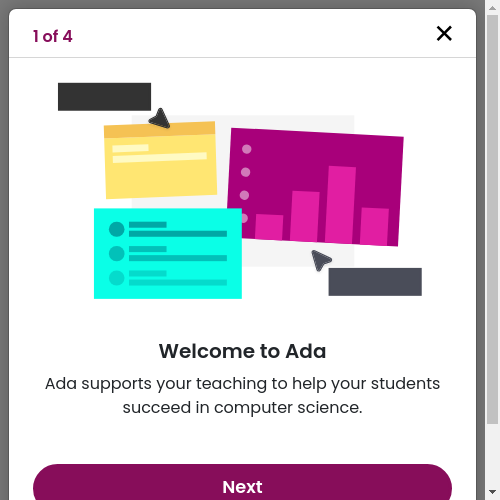 1 of 4
Welcome to Ada
Ada supports your teaching to help your students
succeed in computer science.
Next